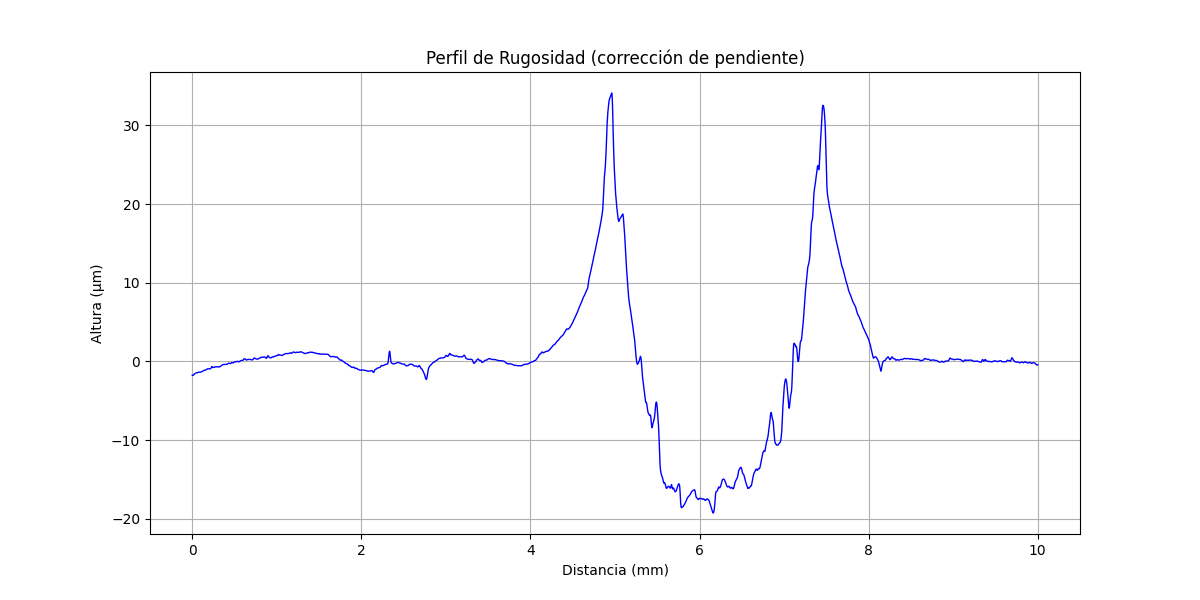 Perfil de Rugosidad (corrección de pendiente)
Altura (µm)
30
20
10
0
−10
−20
0 2 4 6 8 10
Distancia (mm)